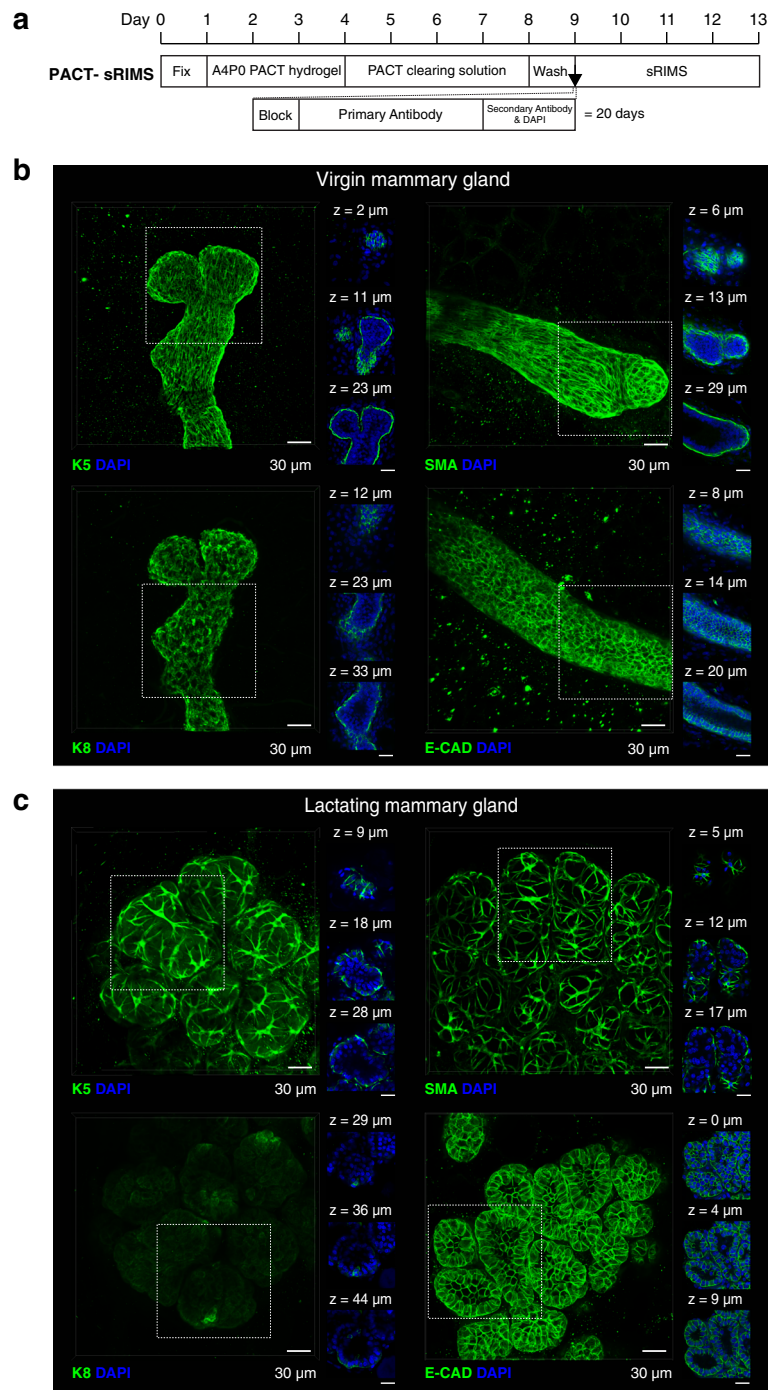 a
Day 0 1 2 3 4 5 6 7 8 9 10 11 12 13
PACT- sRIMS Fix A4P0 PACT hydrogel PACT clearing solution Wash sRIMS
Block Primary Antibody Secondary Antibody & DAPI = 20 days
b
Virgin mammary gland
z = 2 µm
z = 11 µm
z = 23 µm
K5 DAPI 30 µm
z = 6 µm
z = 13 µm
z = 29 µm
SMA DAPI 30 µm
z = 12 µm
z = 23 µm
z = 33 µm
K8 DAPI 30 µm
z = 8 µm
z = 14 µm
z = 20 µm
E-CAD DAPI 30 µm
c
Lactating mammary gland
z = 9 µm
z = 18 µm
z = 28 µm
K5 DAPI 30 µm
z = 5 µm
z = 12 µm
z = 17 µm
SMA DAPI 30 µm
z = 29 µm
z = 36 µm
z = 44 µm
K8 DAPI 30 µm
z = 0 µm
z = 4 µm
z = 9 µm
E-CAD DAPI 30 µm